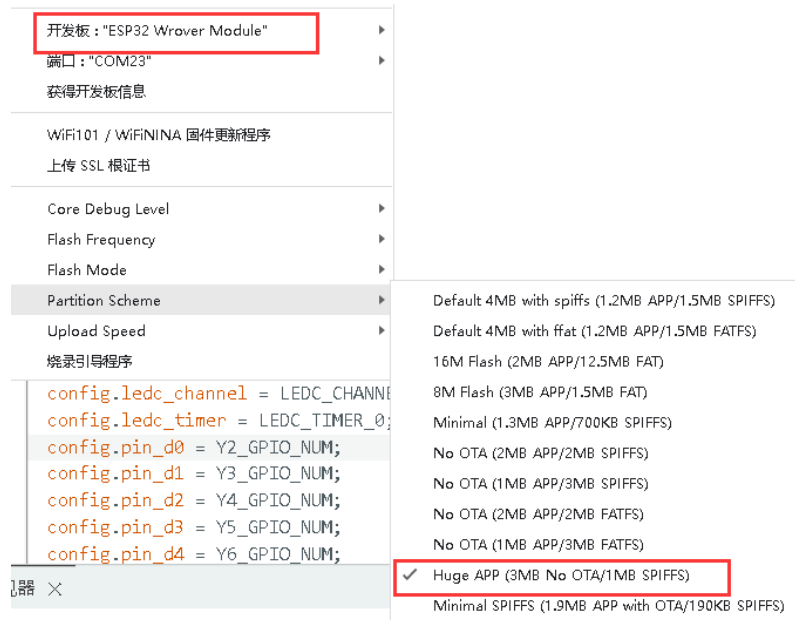 开发板："ESP32 Wrover Module"
端口："COM23"
获得开发板信息
WiFi101 / WiFiNINA 固件更新程序
上传 SSL 根证书
Core Debug Level
Flash Frequency
Flash Mode
Partition Scheme
Upload Speed
烧录引导程序
Default 4MB with spiffs (1.2MB APP/1.5MB SPIFFS)
Default 4MB with ffat (1.2MB APP/1.5MB FATFS)
16M Flash (2MB APP/12.5MB FAT)
8M Flash (3MB APP/1.5MB FAT)
Minimal (1.3MB APP/700KB SPIFFS)
No OTA (2MB APP/2MB SPIFFS)
No OTA (1MB APP/3MB SPIFFS)
No OTA (2MB APP/2MB FATFS)
No OTA (1MB APP/3MB FATFS)
Huge APP (3MB No OTA/1MB SPIFFS)
Minimal SPIFFS (1.9MB APP with OTA/190KB SPIFFS)
config.ledc_channel = LEDC_CHANNE
config.ledc_timer = LEDC_TIMER_0;
config.pin_d0 = Y2_GPIO_NUM;
config.pin_d1 = Y3_GPIO_NUM;
config.pin_d2 = Y4_GPIO_NUM;
config.pin_d3 = Y5_GPIO_NUM;
config.pin_d4 = Y6_GPIO_NUM;
器